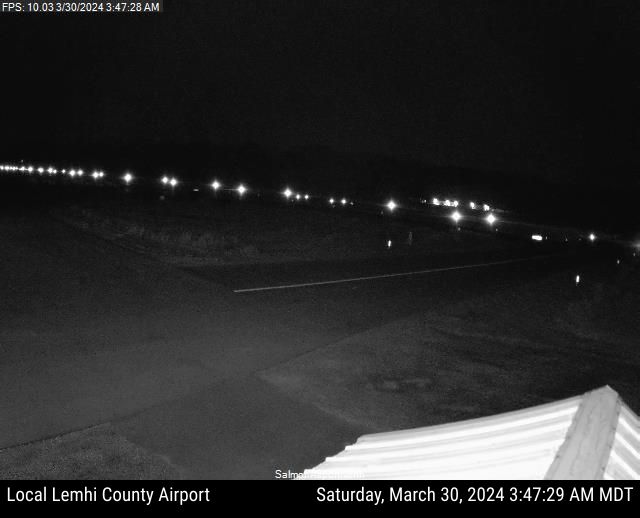 FPS: 10.03 3/30/2024 3:47:28 AM
Salmon
Local Lemhi County Airport
Saturday, March 30, 2024 3:47:29 AM MDT